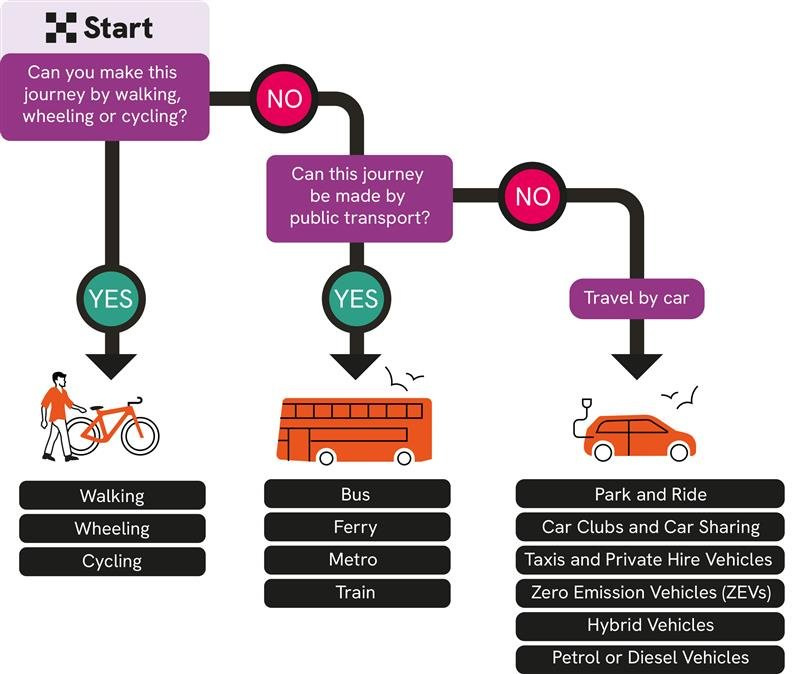 Start
Can you make this
journey by walking,
wheeling or cycling?
NO
Can this journey
be made by
public transport?
NO
YES
YES
Travel by car
Walking
Wheeling
Cycling
Bus
Ferry
Metro
Train
Park and Ride
Car Clubs and Car Sharing
Taxis and Private Hire Vehicles
Zero Emission Vehicles (ZEVs)
Hybrid Vehicles
Petrol or Diesel Vehicles